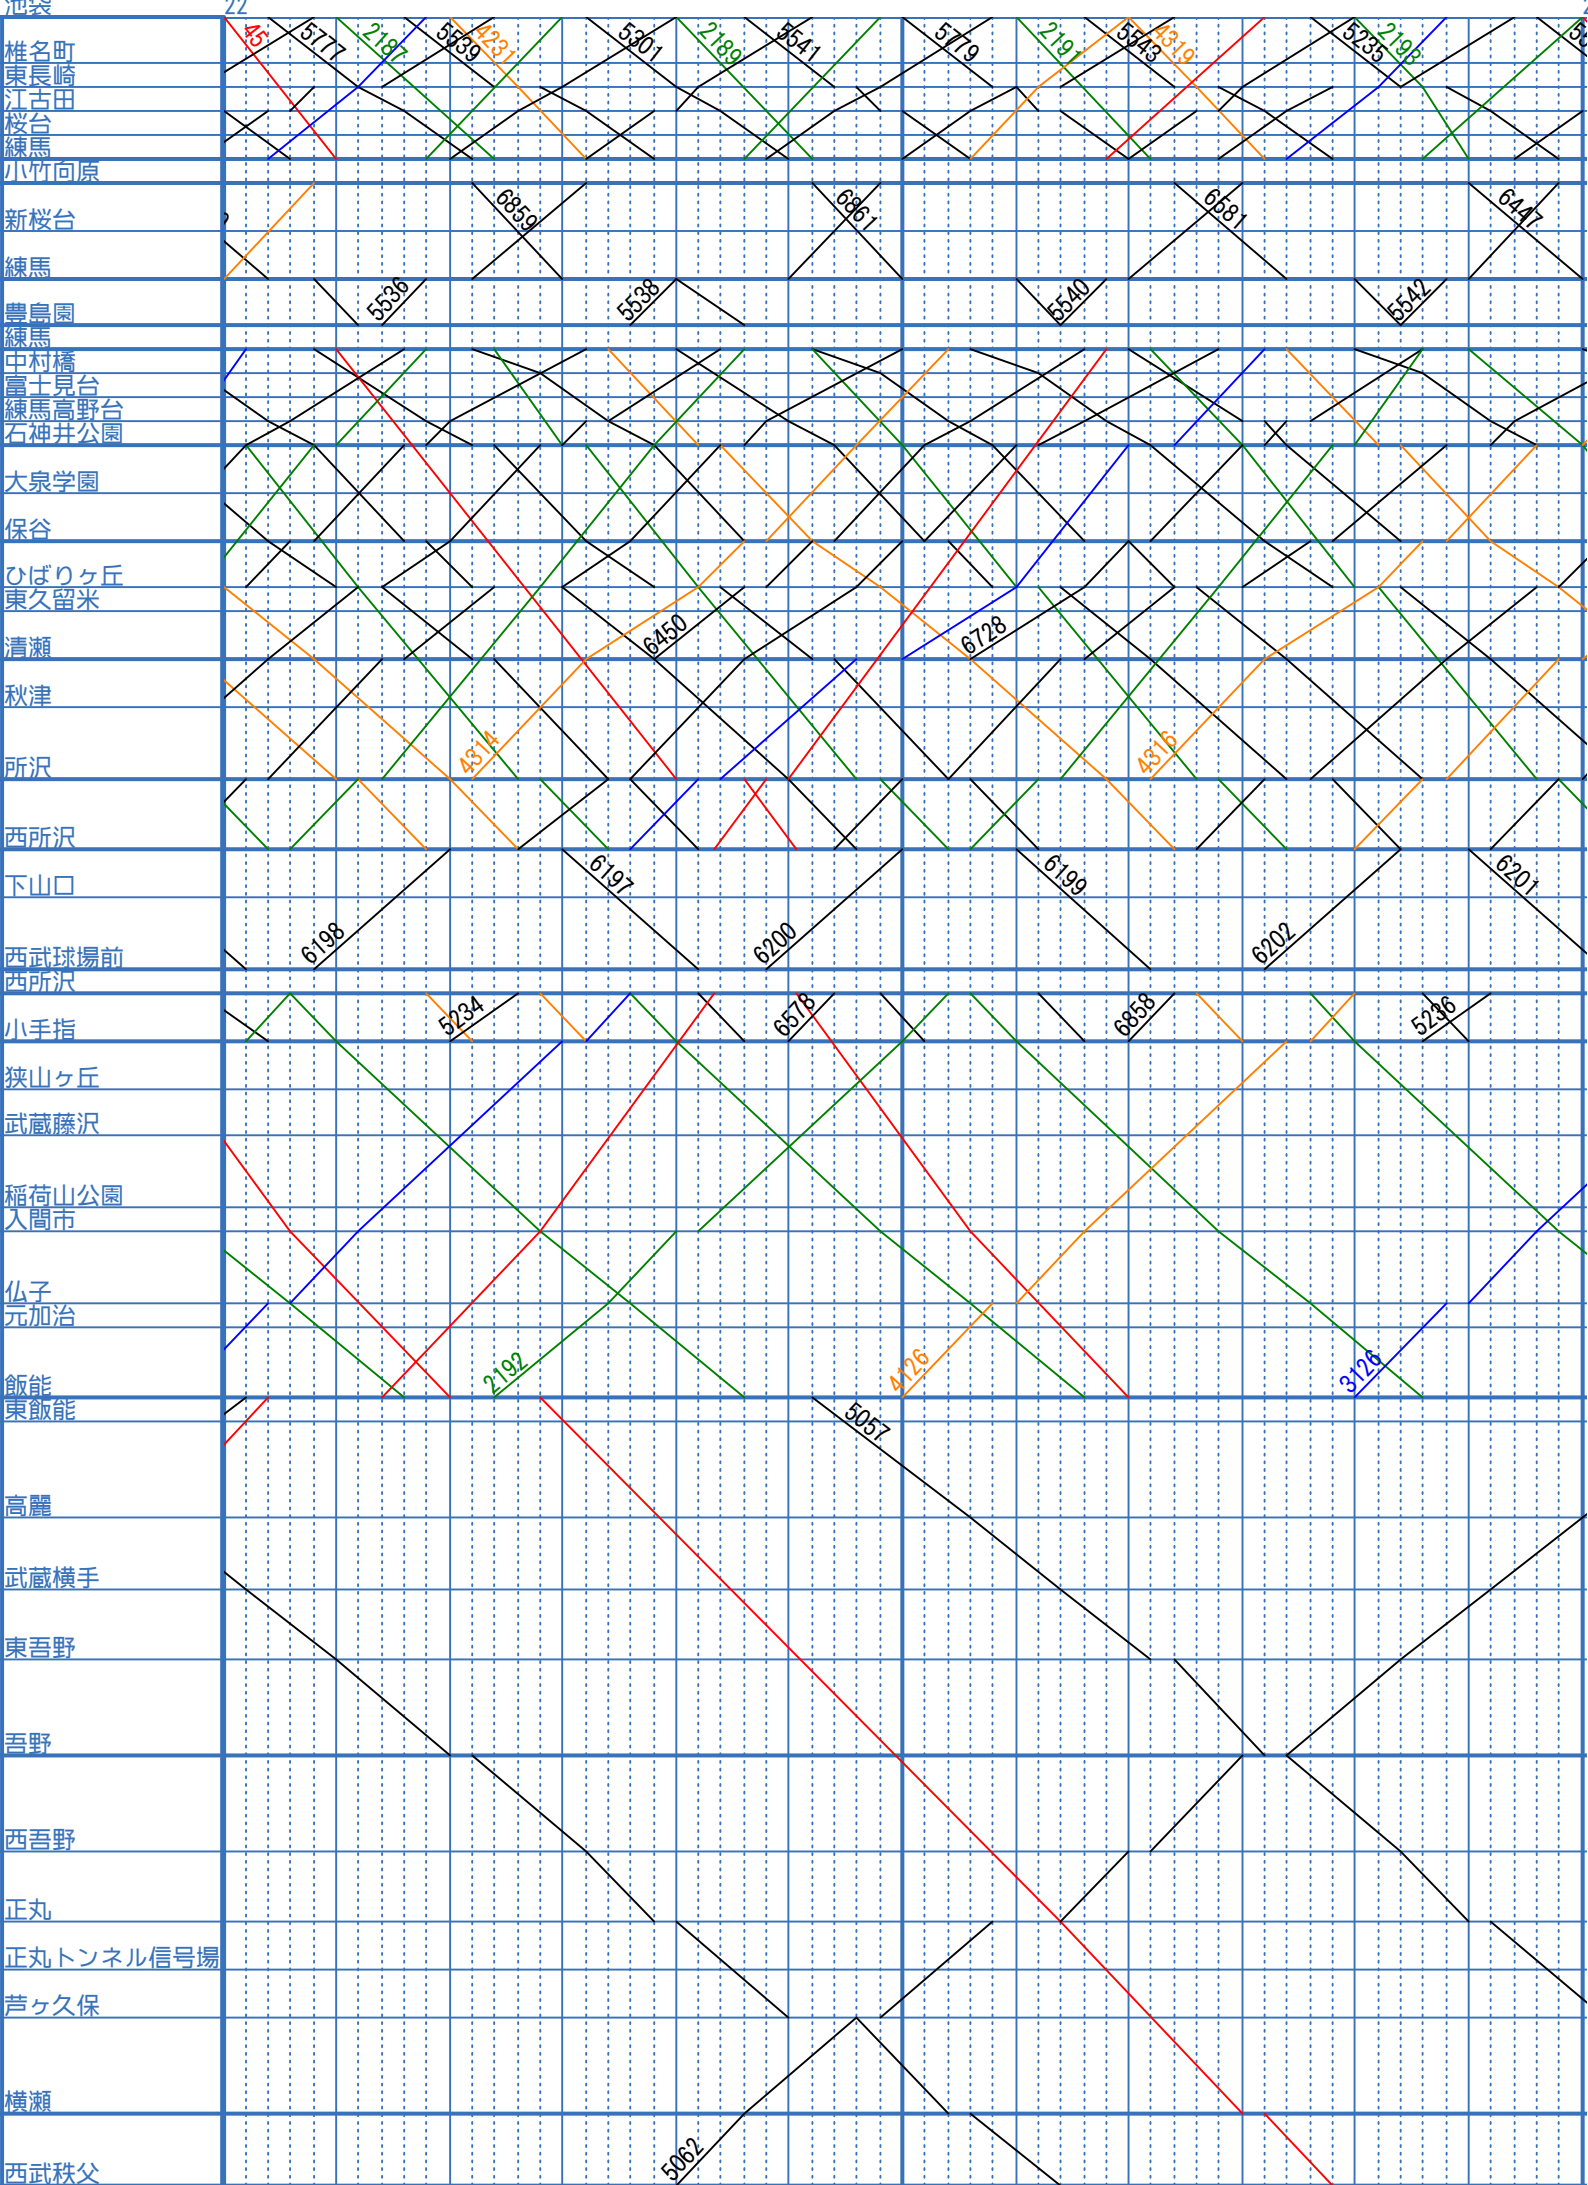 池袋 22
45 5777 2187 5539 4231 5301 2189 5541 5779 2191 5543 4319 5235 2193
椎名町
東長崎
江古田
桜台
練馬
小竹向原
6859 6861 6581 6447
新桜台
練馬
5536 5538 5540 5542
豊島園
練馬
中村橋
富士見台
練馬高野台
石神井公園
大泉学園
保谷
ひばりヶ丘
東久留米
6450 6728
清瀬
秋津
4314 4316
所沢
西所沢
6197 6199 6201
下山口
6198 6200 6202
西武球場前
西所沢
5234 6578 6858 5236
小手指
狭山ヶ丘
武蔵藤沢
稲荷山公園
入間市
仏子
元加治
2192 4126 3126
飯能
東飯能
5057
高麗
武蔵横手
東吾野
吾野
西吾野
正丸
正丸トンネル信号場
芦ヶ久保
横瀬
5062
西武秩父